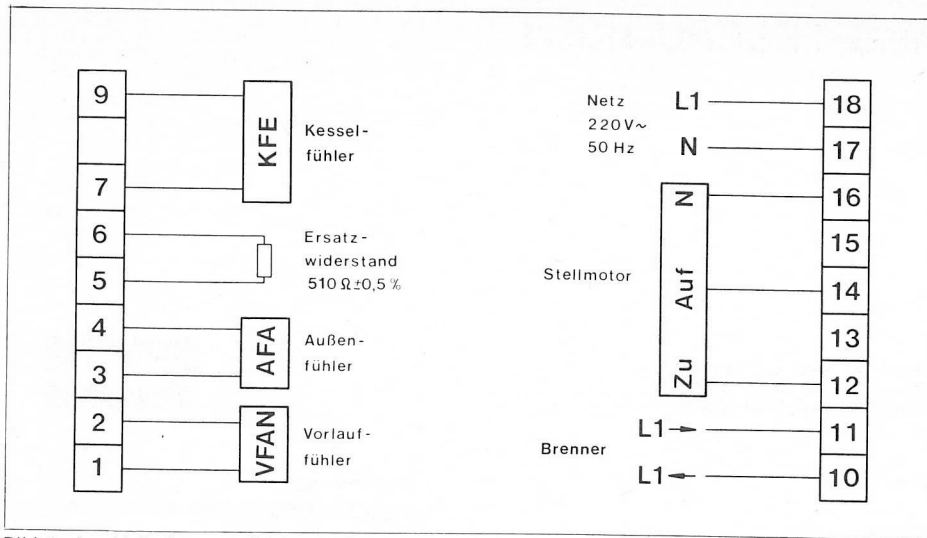 9
7
6
5
4
3
2
1
KFE
Kessel-
fühler
Ersatz-
widerstand
510 Ω ±0,5 %
AFA
Außen-
fühler
VFAN
Vorlauf-
fühler
Netz
220V~
50 Hz
L1
N
Stellmotor
N
Auf
Zu
Brenner
L1
L1
18
17
16
15
14
13
12
11
10